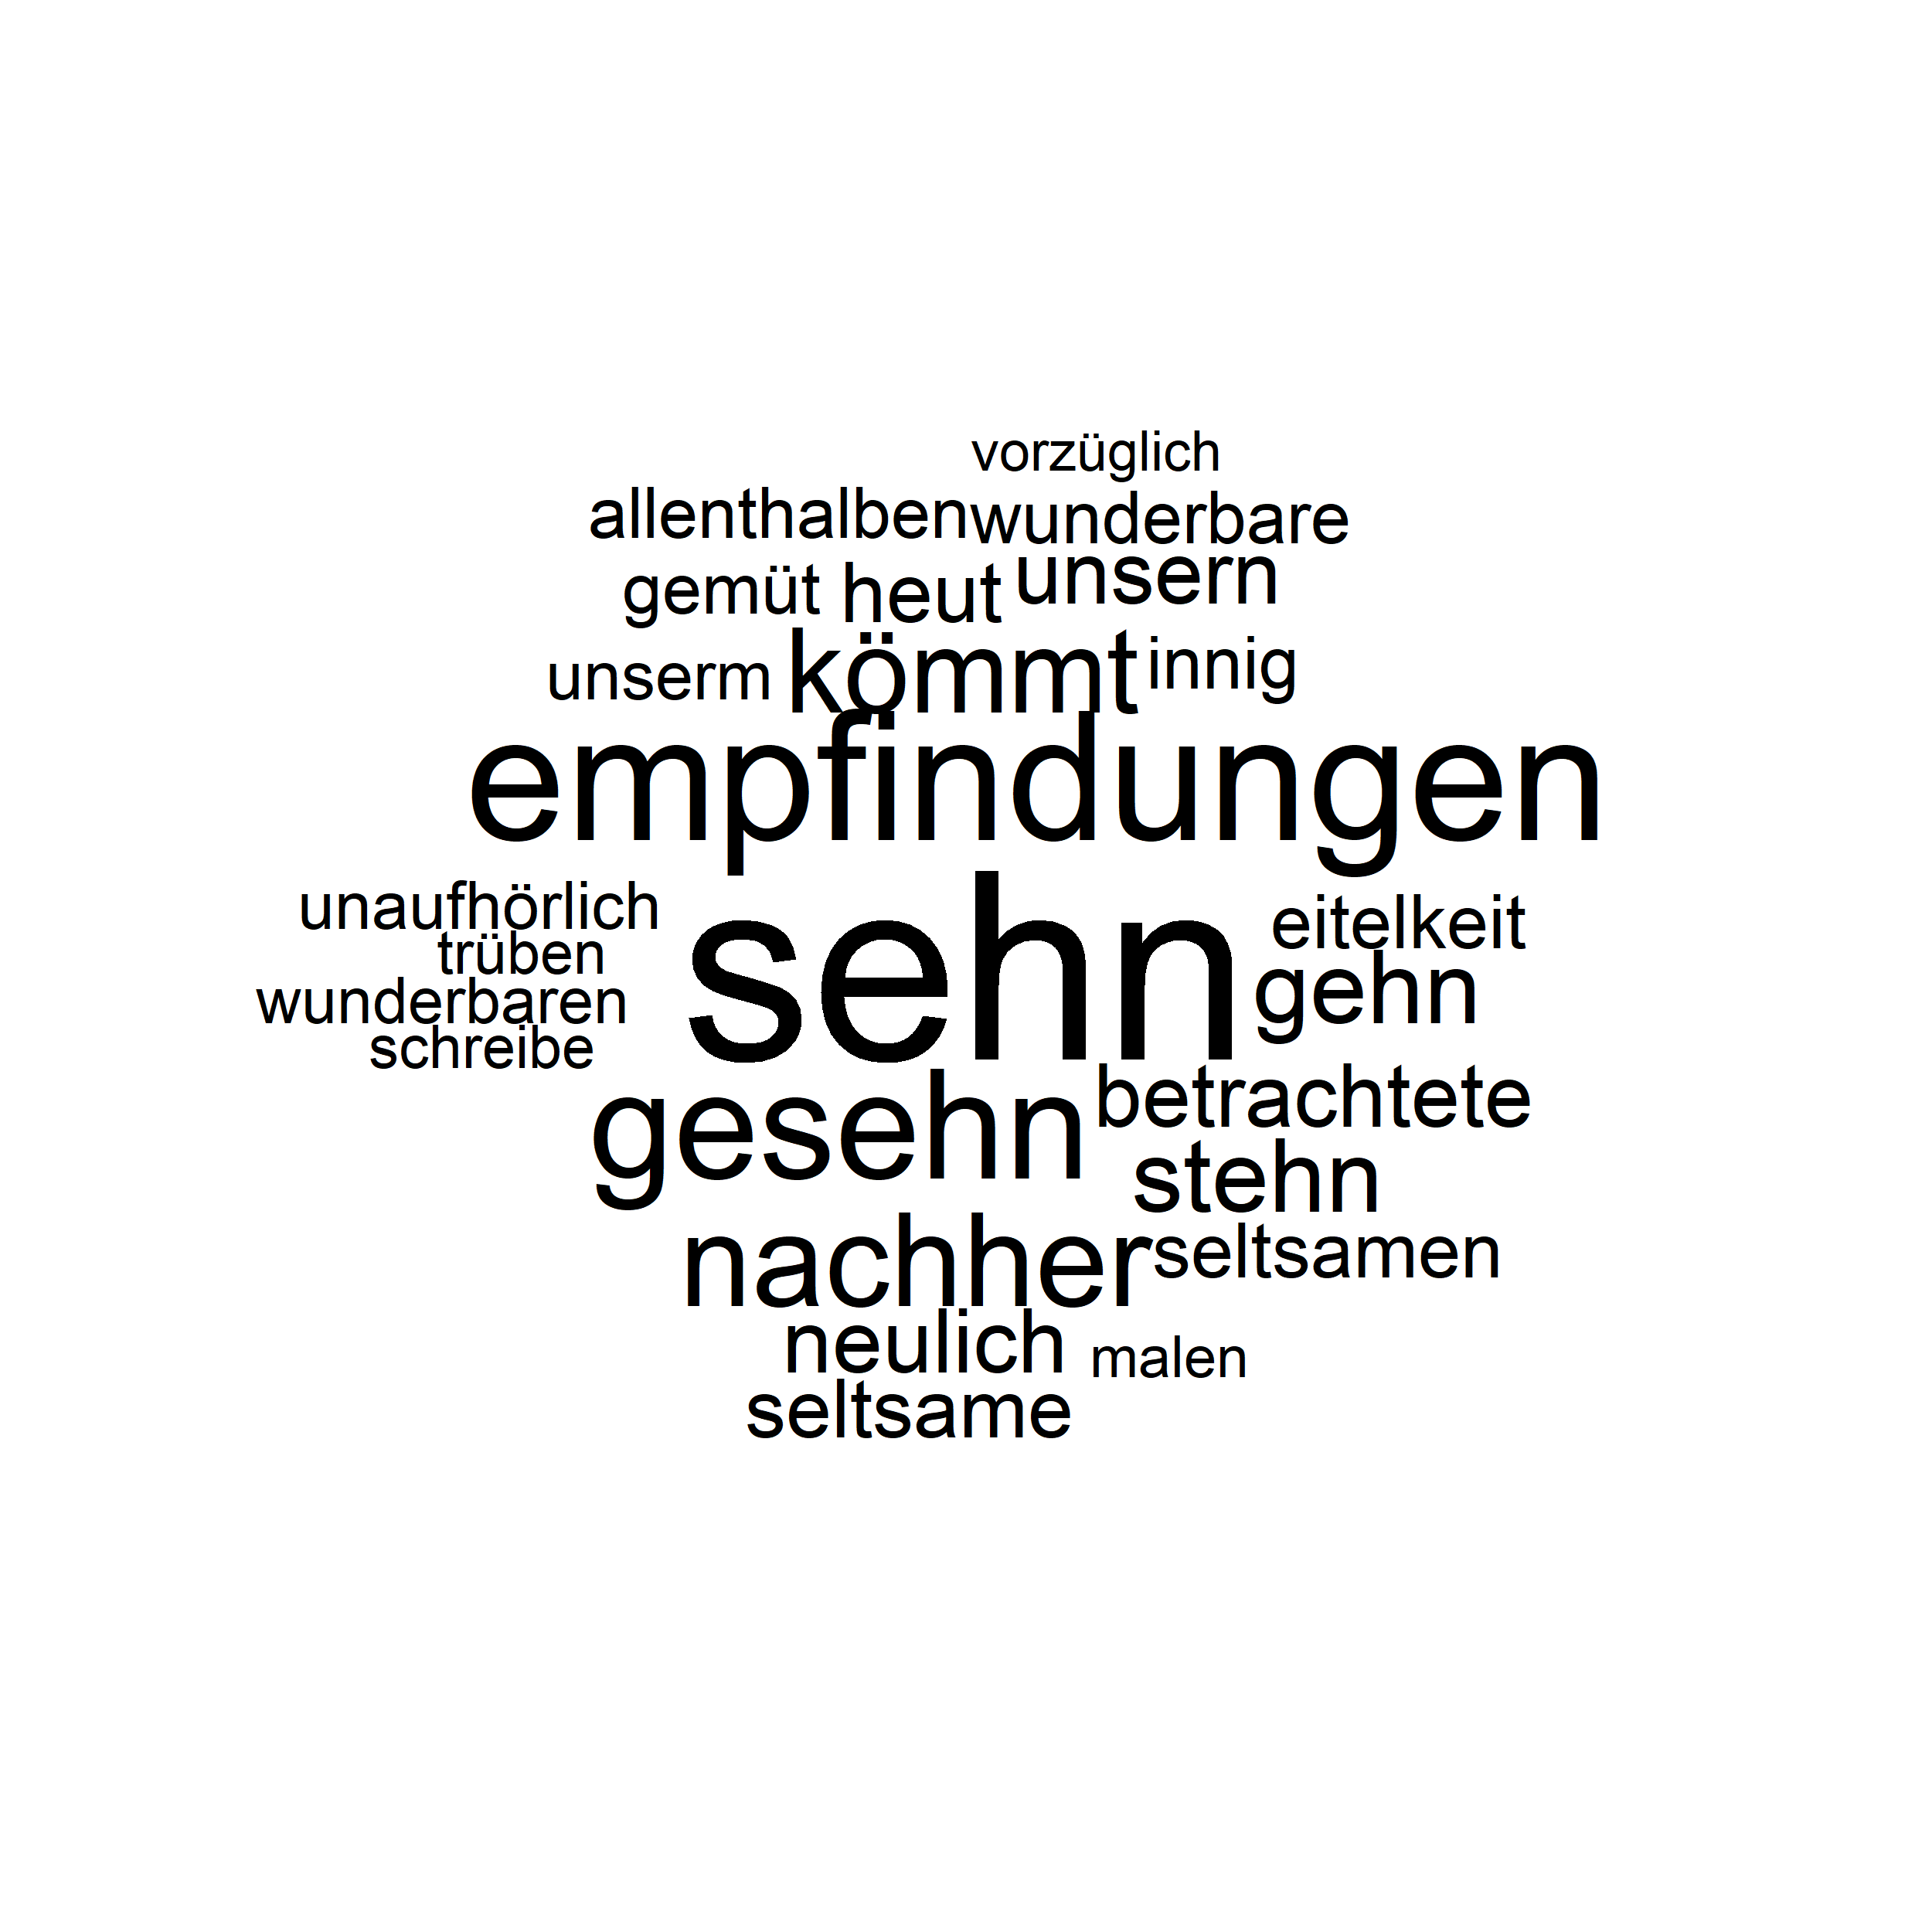 vorzüglich
allenthalben wunderbare
gemüt heut unsern
unserm kömmt innig
empfindungen
unaufhörlich sehn eitelkeit
trüben
wunderbaren gehn
schreibe
gesehn betrachtete
stehn
nachher seltsamen
neulich malen
seltsame